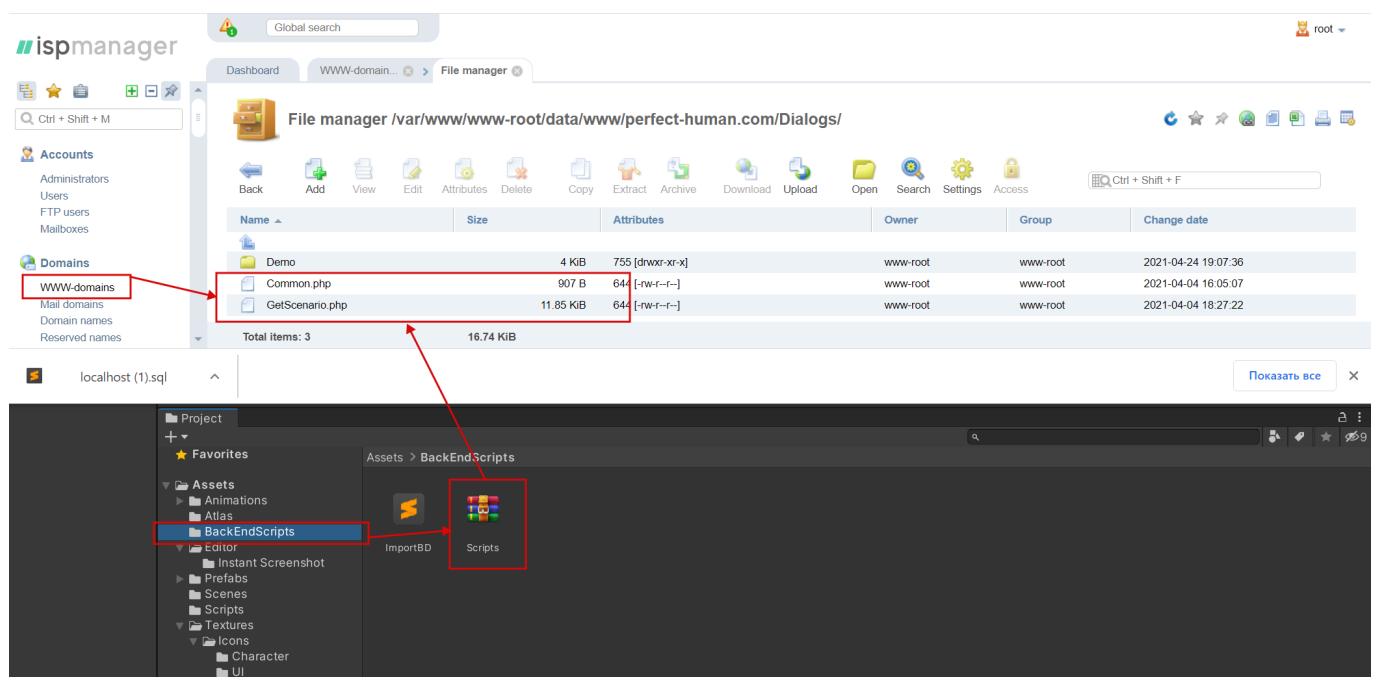 Global search
root
ispmanager
Dashboard WWW-domain... File manager
Ctrl + Shift + M
File manager /var/www/www-root/data/www/perfect-human.com/Dialogs/
Accounts
Administrators
Users
FTP users
Mailboxes
Back Add View Edit Attributes Delete Copy Extract Archive Download Upload Open Search Settings Access
Ctrl + Shift + F
Name Size Attributes Owner Group Change date
Domains
WWW-domains
Mail domains
Domain names
Reserved names
Demo 4 KiB 755 [drwxr-xr-x] www-root www-root 2021-04-24 19:07:36
Common.php 907 B 644 [-rw-r--r--] www-root www-root 2021-04-04 16:05:07
GetScenario.php 11.85 KiB 644 [-rw-r--r--] www-root www-root 2021-04-04 18:27:22
Total items: 3 16.74 KiB
localhost (1).sql
Показать все
Project
9
Favorites
Assets > BackEndScripts
Assets
Animations
Atlas
BackEndScripts
Editor
Instant Screenshot
Prefabs
Scenes
Scripts
Textures
Icons
Character
UI
ImportBD Scripts